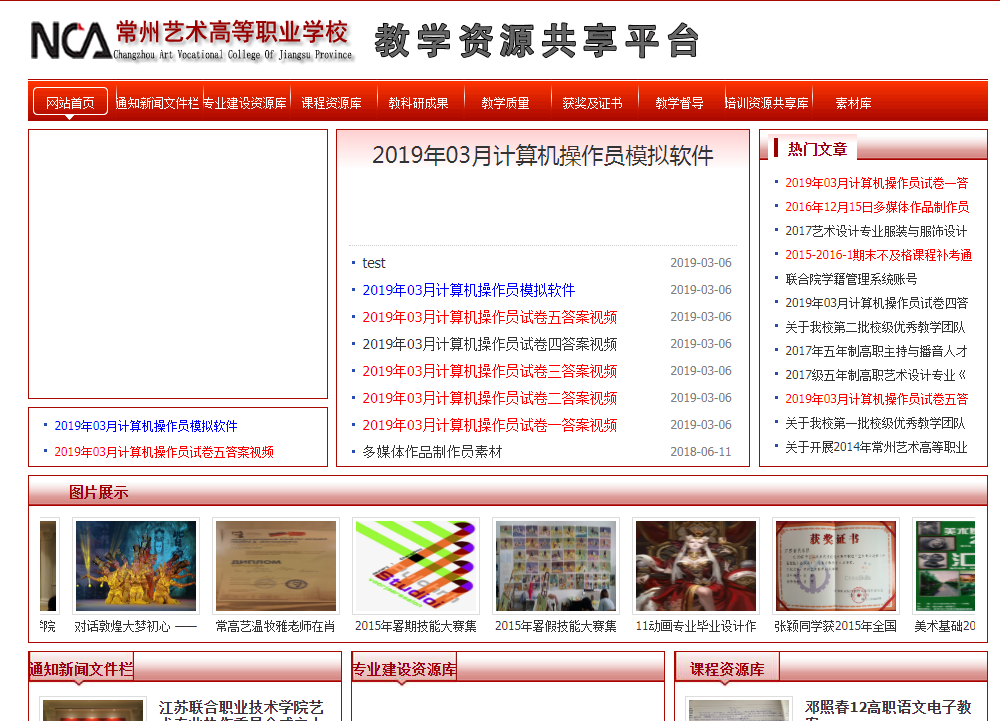 NCA
常州艺术高等职业学校
Changzhou Art Vocational College Of Jiangsu Province
教学资源共享平台
网站首页
通知新闻文件栏
专业建设资源库
课程资源库
教科研成果
教学质量
获奖及证书
教学督导
培训资源共享库
素材库
2019年03月计算机操作员模拟软件
2019年03月计算机操作员试卷五答案视频
2019年03月计算机操作员模拟软件
test 2019-03-06
2019年03月计算机操作员模拟软件 2019-03-06
2019年03月计算机操作员试卷五答案视频 2019-03-06
2019年03月计算机操作员试卷四答案视频 2019-03-06
2019年03月计算机操作员试卷三答案视频 2019-03-06
2019年03月计算机操作员试卷二答案视频 2019-03-06
2019年03月计算机操作员试卷一答案视频 2019-03-06
多媒体作品制作员素材 2018-06-11
热门文章
2019年03月计算机操作员试卷一答
2016年12月15日多媒体作品制作员
2017艺术设计专业服装与服饰设计
2015-2016-1期末不及格课程补考通
联合院学籍管理系统账号
2019年03月计算机操作员试卷四答
关于我校第二批校级优秀教学团队
2017年五年制高职主持与播音人才
2017级五年制高职艺术设计专业《
2019年03月计算机操作员试卷五答
关于我校第一批校级优秀教学团队
关于开展2014年常州艺术高等职业
图片展示
获奖证书
院
对话敦煌大梦初心 ——
常高艺温牧雅老师在肖
2015年暑期技能大赛集
2015年暑假技能大赛集
11动画专业毕业设计作
张颖同学获2015年全国
美术基础20
通知新闻文件栏
专业建设资源库
课程资源库
江苏联合职业技术学院艺
邓照春12高职语文电子教